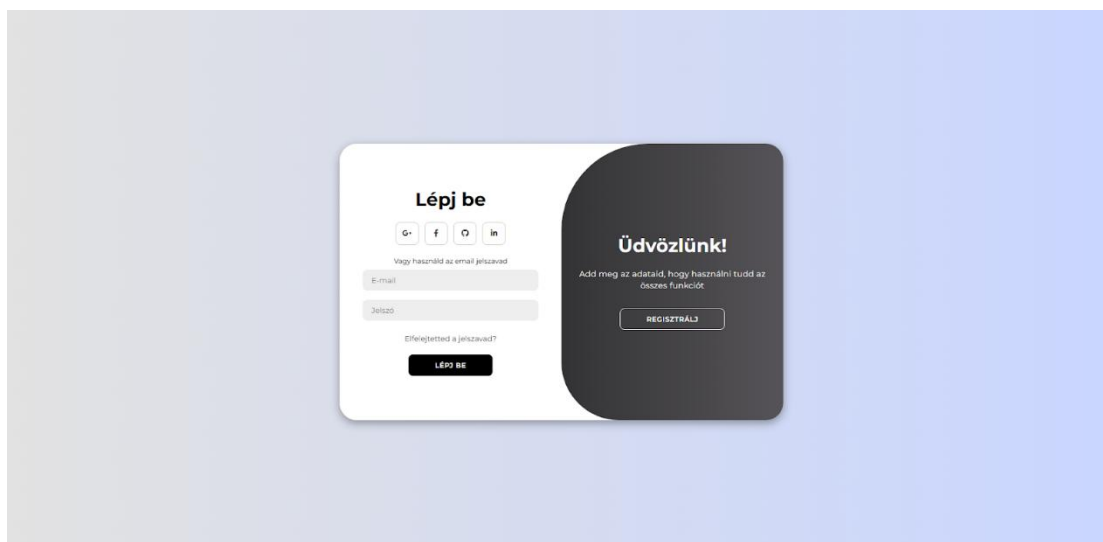 Lépj be
G+ f in
Vagy használd az email jelszavad
E-mail
Jelszó
Elfelejtetted a jelszavad?
LÉPJ BE
Üdvözlünk!
Add meg az adataid, hogy használni tudd az
összes funkciót
REGISZTRÁLJ